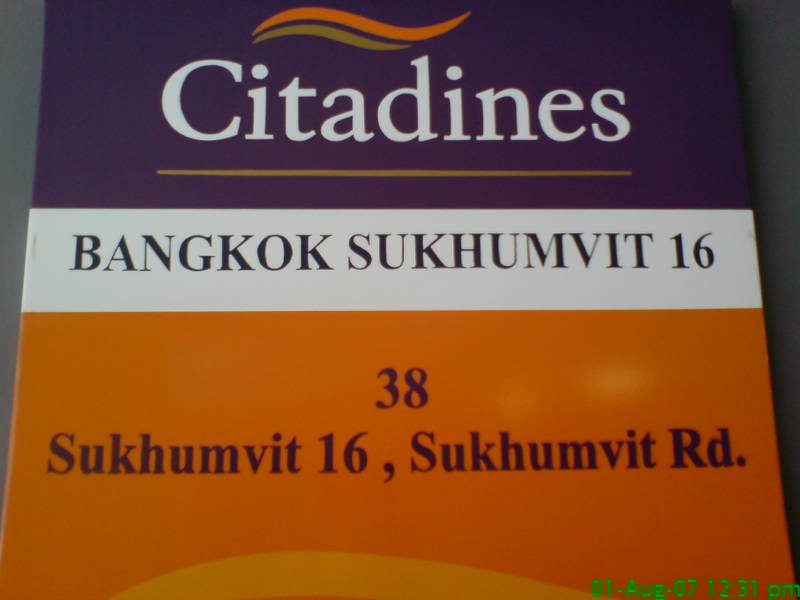 Citadines
BANGKOK SUKHUMVIT 16
38
Sukhumvit 16 , Sukhumvit Rd.
01-Aug-07 12:31 pm